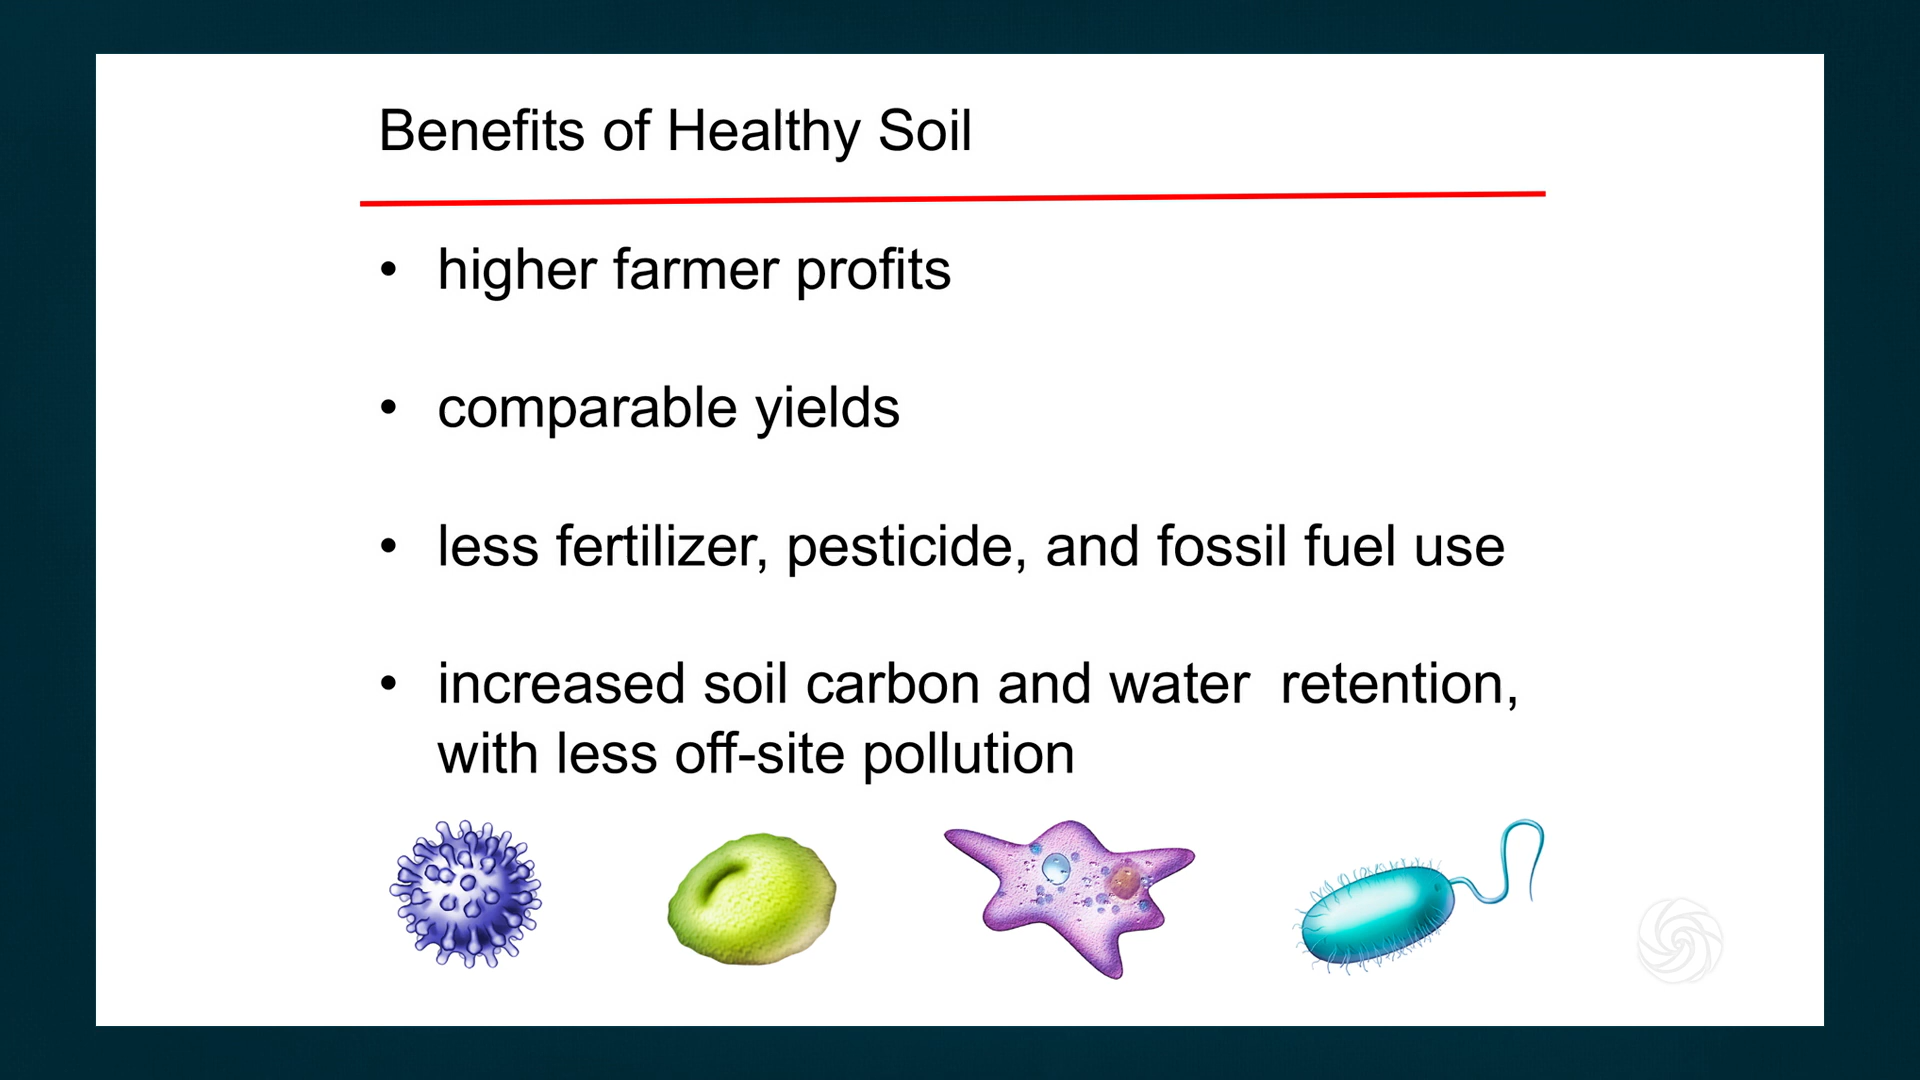 Benefits of Healthy Soil
• higher farmer profits
• comparable yields
• less fertilizer, pesticide, and fossil fuel use
• increased soil carbon and water  retention,
with less off-site pollution